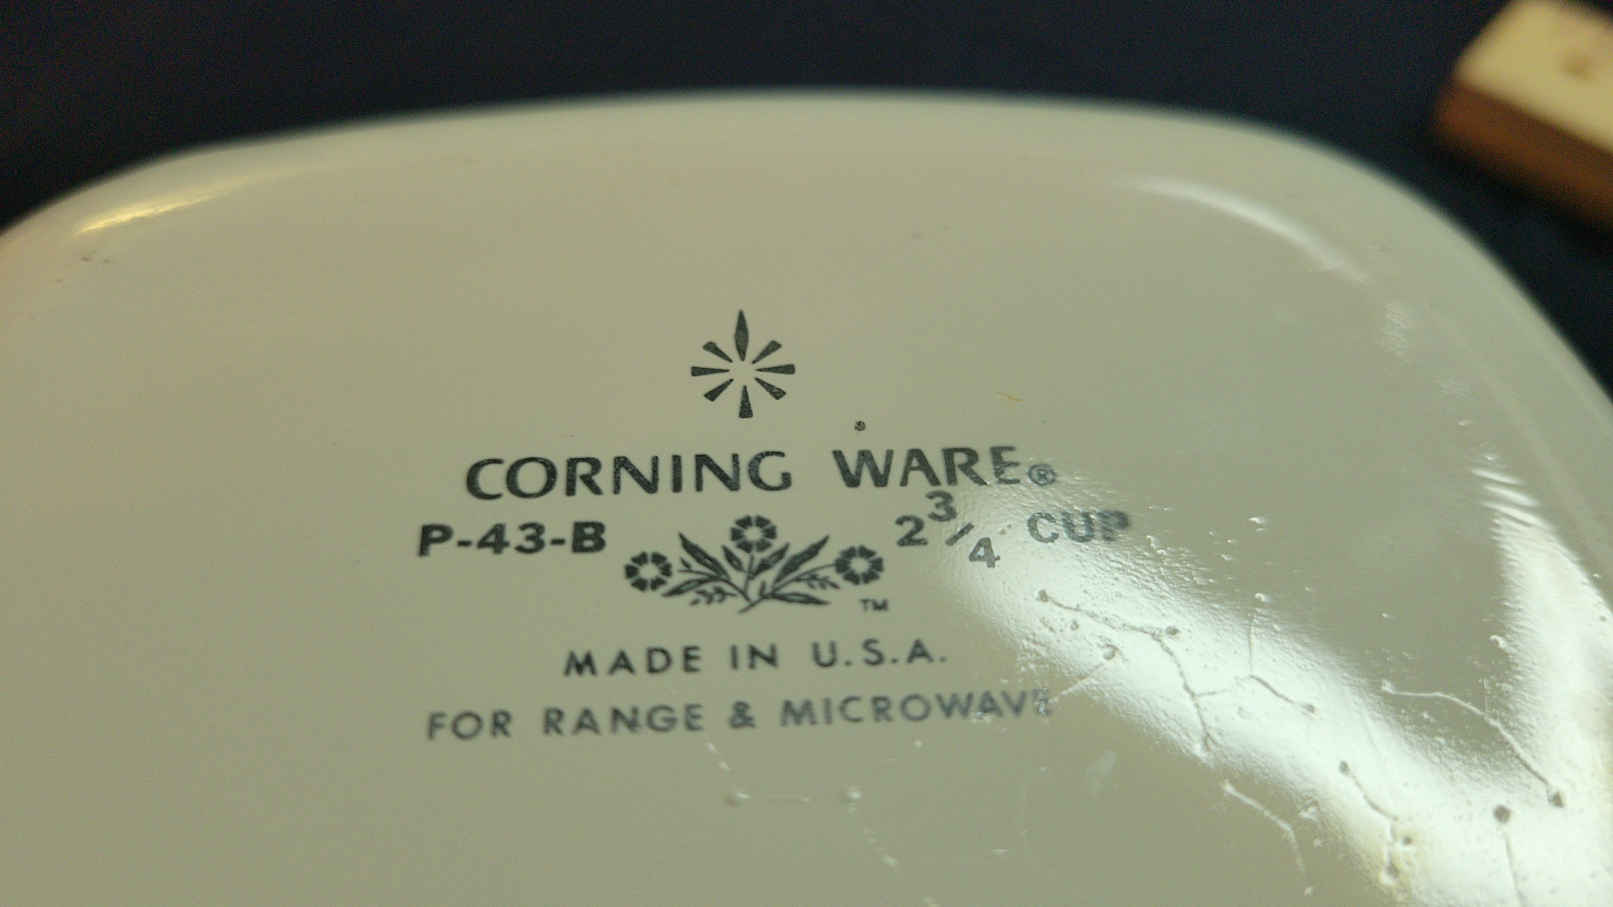 CORNING WARE®
P-43-B 2 3/4 CUP
TM
MADE IN U.S.A.
FOR RANGE & MICROWAVE